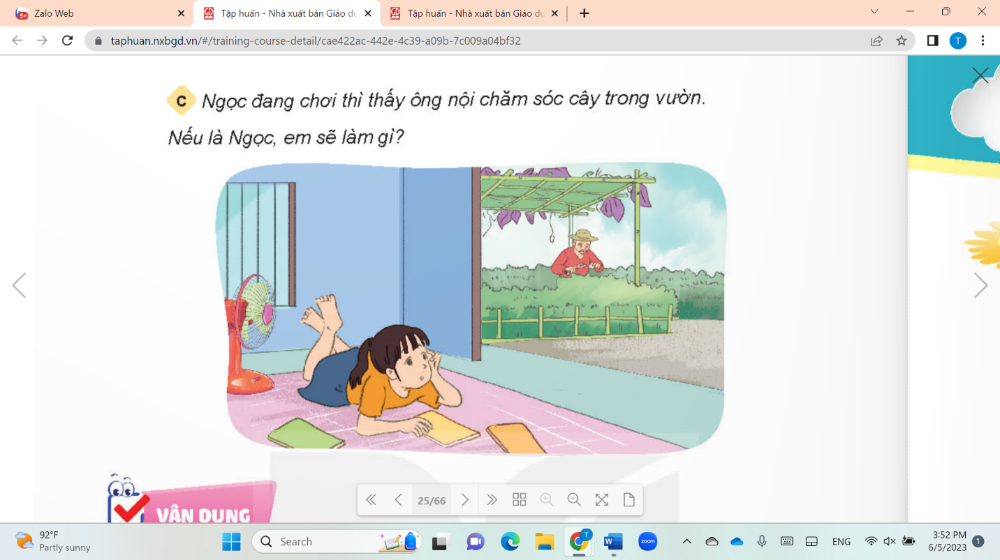 Zalo Web
Tập huấn - Nhà xuất bản Giáo dụ
Tập huấn - Nhà xuất bản Giáo dụ
taphuan.nxbgd.vn/#/training-course-detail/cae422ac-442e-4c39-a09b-7c009a04bf32
T
C Ngọc đang chơi thì thấy ông nội chăm sóc cây trong vườn.
Nếu là Ngọc, em sẽ làm gì?
25/66
VẬN DỤNG
92°F
Partly sunny
Search
T
zoom
ENG
3:52 PM
6/5/2023
1